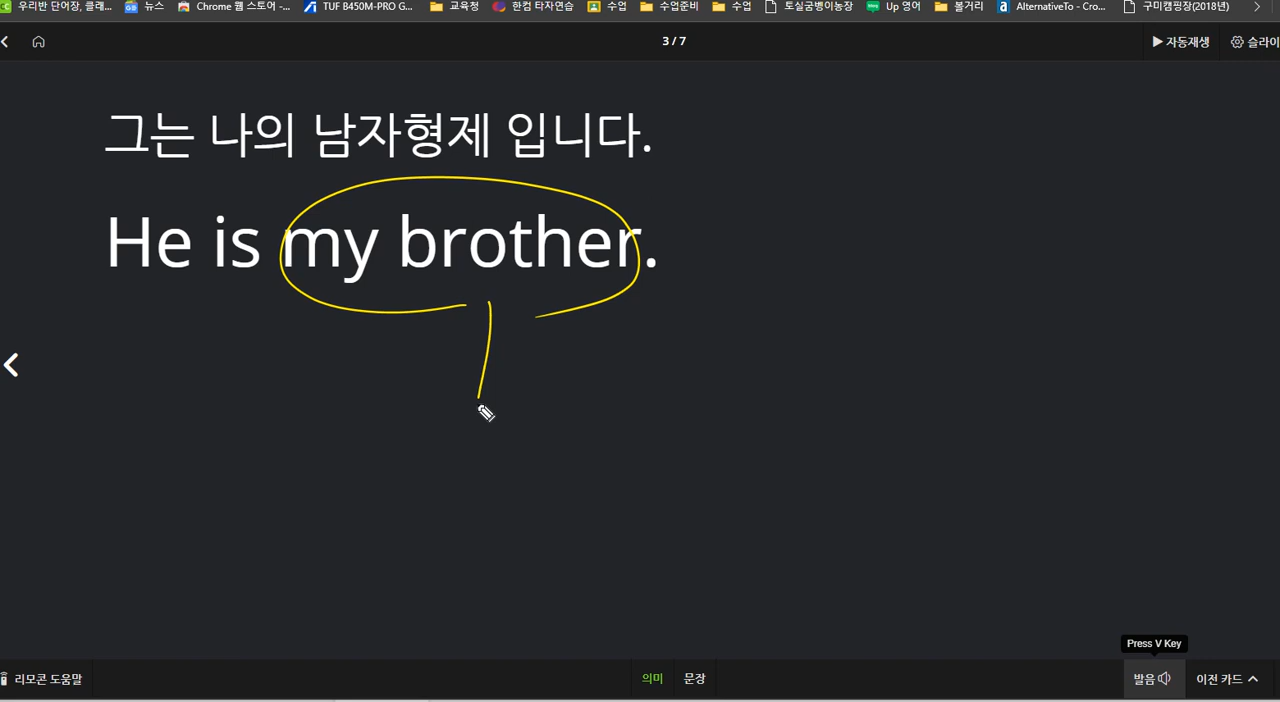 우리반 단어장, 클래... 뉴스 Chrome 웹 스토어 -... TUF B450M-PRO G... 교육청 한컴 타자연습 수업 수업준비 수업 토실굼벵이농장 Up 영어 볼거리 AlternativeTo - Cro... 구미캠핑장(2018년)
3 / 7 자동재생 슬라이
그는 나의 남자형제 입니다.
He is my brother.
Press V Key
리모콘 도움말 의미 문장 발음 이전 카드